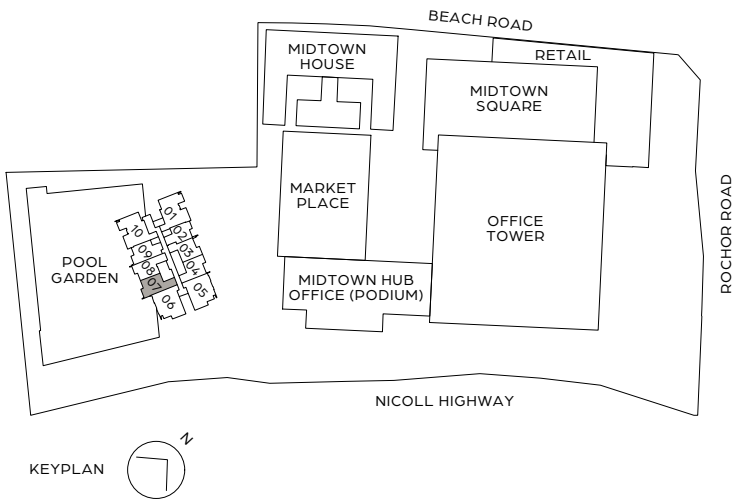 BEACH ROAD
MIDTOWN
HOUSE
RETAIL
MIDTOWN
SQUARE
MARKET
PLACE
OFFICE
TOWER
ROCHOR ROAD
POOL
GARDEN
01
02
03
04
05
10
09
08
07
06
MIDTOWN HUB
OFFICE (PODIUM)
NICOLL HIGHWAY
N
KEYPLAN